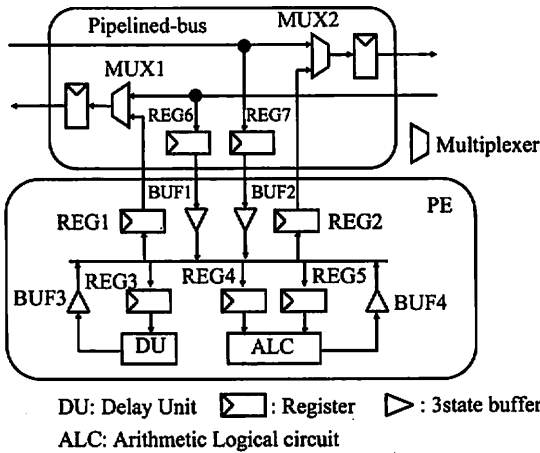 Pipelined-bus
MUX2
MUX1
REG6
REG7
Multiplexer
BUF1
BUF2
PE
REG1
REG2
REG3
REG4
REG5
BUF3
BUF4
DU
ALC
DU: Delay Unit : Register : 3state buffer
ALC: Arithmetic Logical circuit